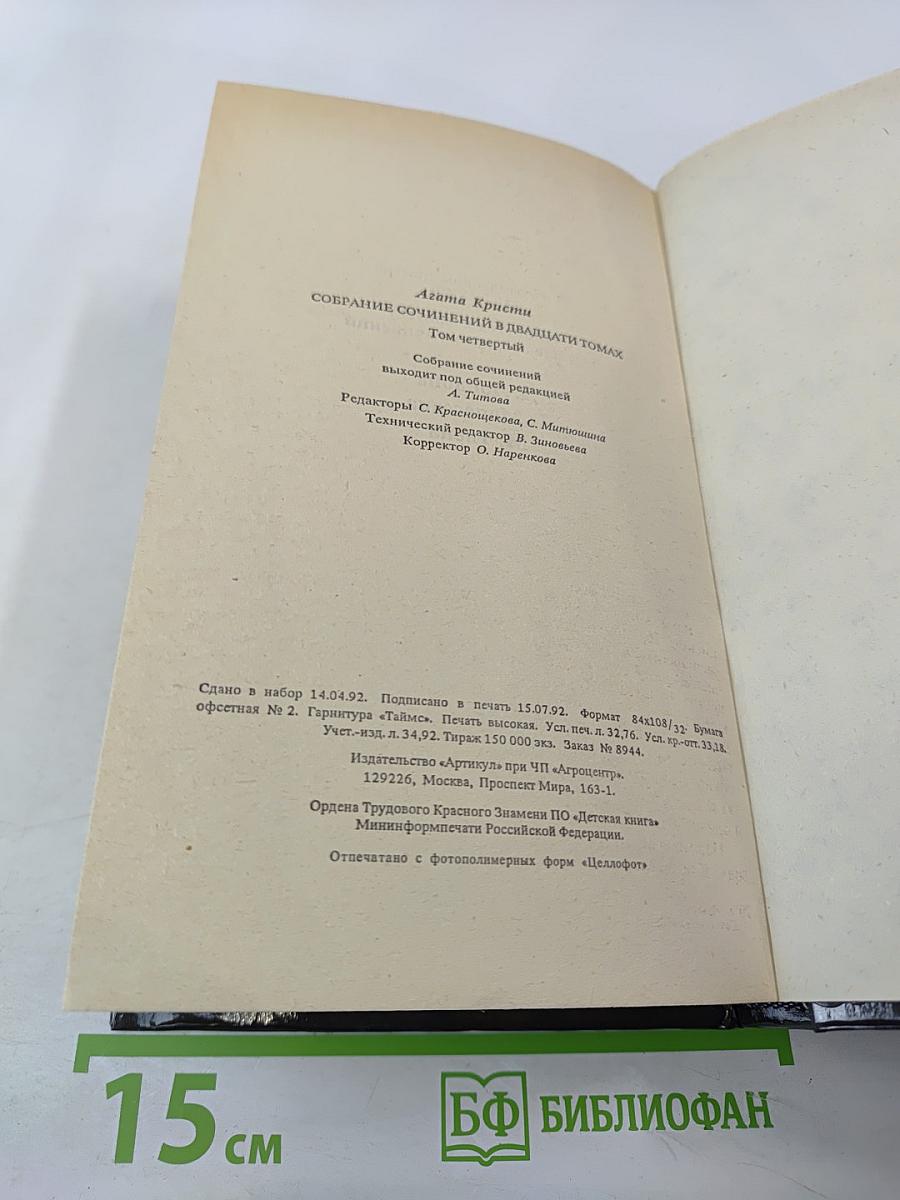 Агата Кристи
СОБРАНИЕ СОЧИНЕНИЙ В ДВАДЦАТИ ТОМАХ
Том четвертый
Собрание сочинений
выходит под общей редакцией
А. Титова
Редакторы С. Краснощекова, С. Митюшина
Технический редактор В. Зиновьева
Корректор О. Наренкова
Сдано в набор 14.04.92. Подписано в печать 15.07.92. Формат 84х108/32. Бумага
офсетная № 2. Гарнитура «Таймс». Печать высокая. Усл. печ. л. 32,76. Усл. кр.-отт. 33,18.
Учет.-изд. л. 34,92. Тираж 150 000 экз. Заказ № 8944.
Издательство «Артикул» при ЧП «Агроцентр».
129226, Москва, Проспект Мира, 163-1.
Ордена Трудового Красного Знамени ПО «Детская книга»
Мининформпечати Российской Федерации.
Отпечатано с фотополимерных форм «Целлофот»
15 см
БФ БИБЛИОФАН